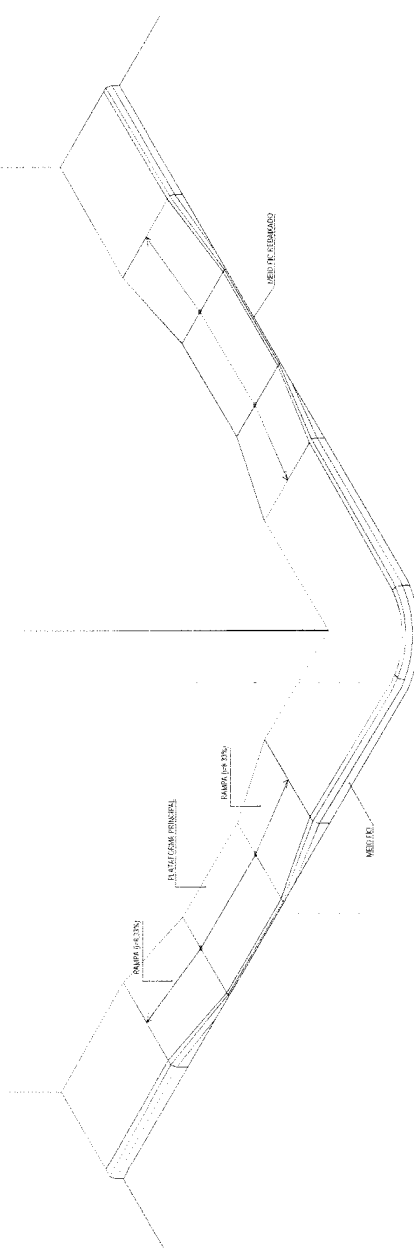 MEIO FIO REBAIXADO
RAMPA (i=8,33%)
PLATAFORMA PRINCIPAL
RAMPA (i=8,33%)
MEIO FIO